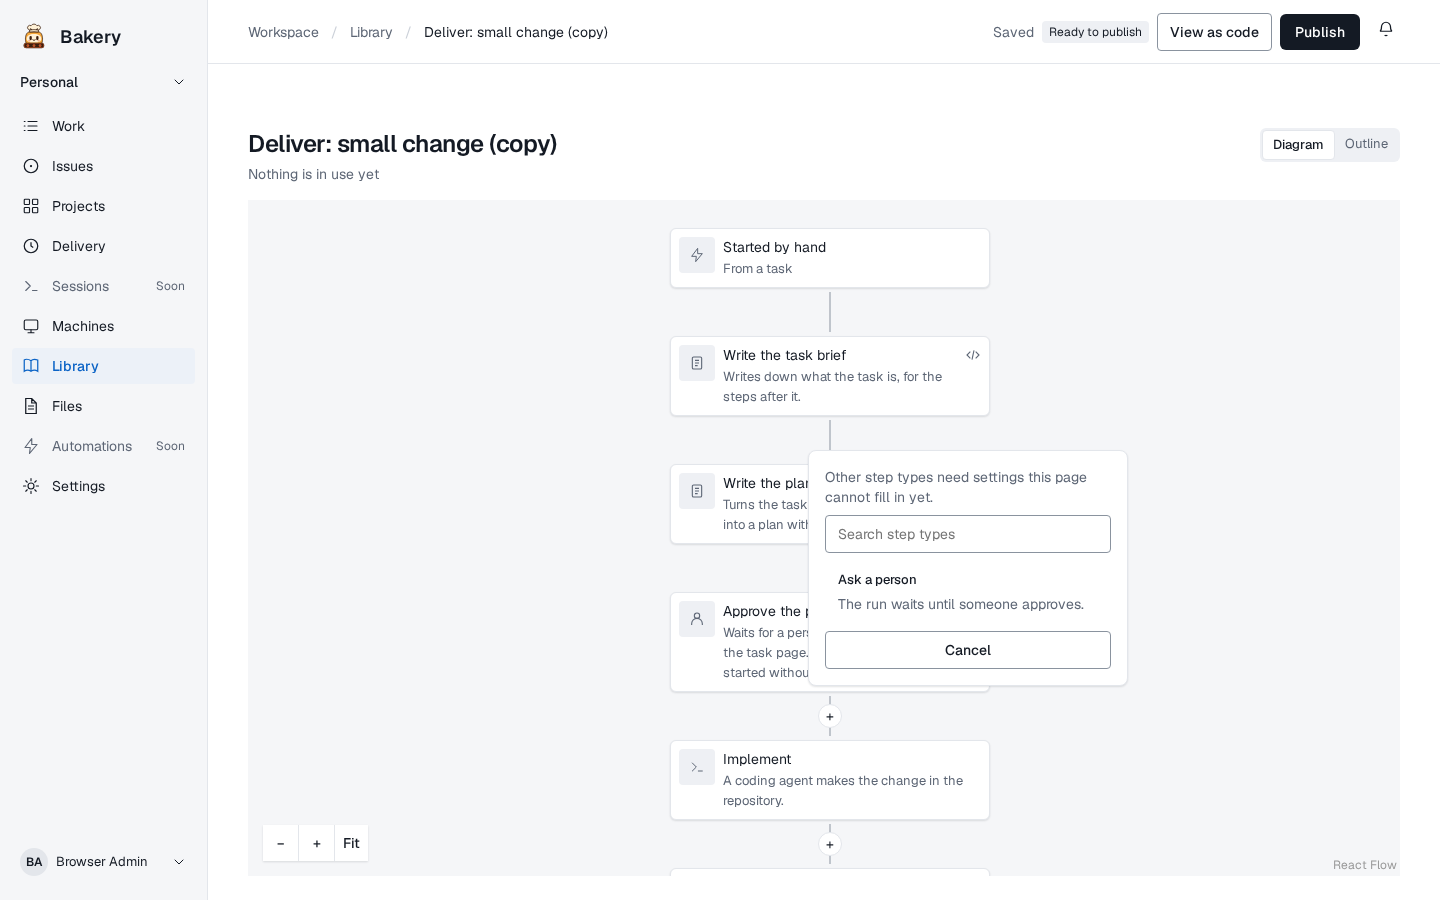 Bakery
Personal
Work
Issues
Projects
Delivery
Sessions Soon
Machines
Library
Files
Automations Soon
Settings
BA Browser Admin
Workspace / Library / Deliver: small change (copy)
Saved Ready to publish View as code Publish
Deliver: small change (copy)
Nothing is in use yet
Diagram Outline
Started by hand
From a task
Write the task brief
Writes down what the task is, for the
steps after it.
Write the plan
Turns the task
into a plan with
Approve the p
Waits for a pers
the task page.
started withou
Other step types need settings this page
cannot fill in yet.
Search step types
Ask a person
The run waits until someone approves.
Cancel
+
Implement
A coding agent makes the change in the
repository.
+
− + Fit
React Flow